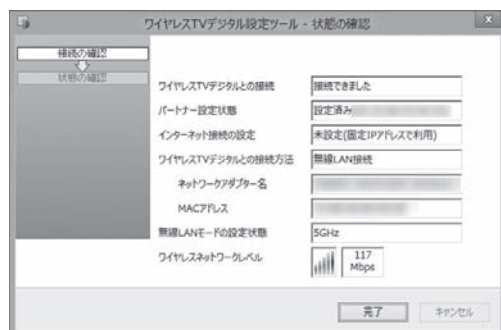 ワイヤレスTVデジタル設定ツール - 状態の確認
x
接続の確認
状態の確認
ワイヤレスTVデジタルとの接続 接続できました
パートナー設定状態 設定済み
インターネット接続の設定 未設定(固定IPアドレスで利用)
ワイヤレスTVデジタルとの接続方法 無線LAN接続
ネットワークアダプター名
MACアドレス
無線LANモードの設定状態 5GHz
ワイヤレスネットワークレベル 117
Mbps
完了 キャンセル